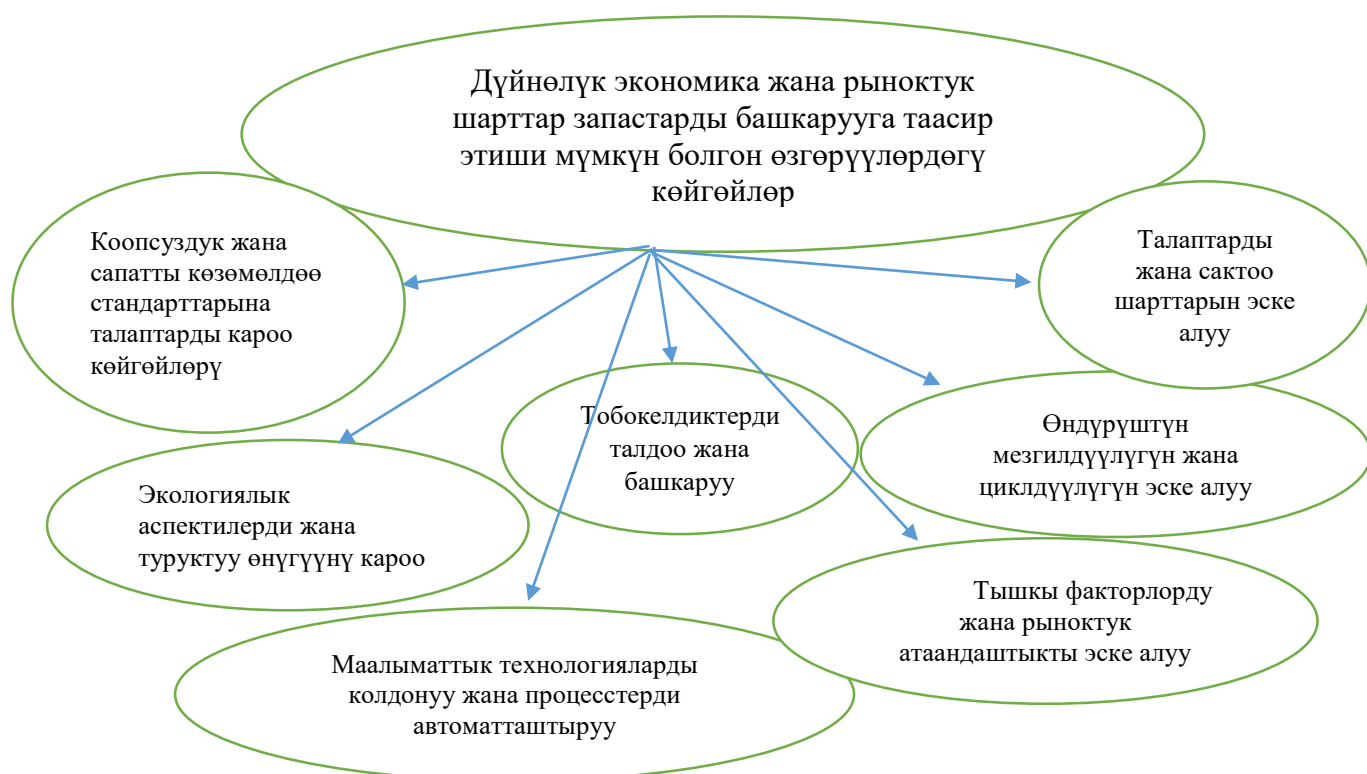 Дүйнөлүк экономика жана рыноктук
шарттар запастарды башкарууга таасир
этиши мүмкүн болгон өзгөрүүлөрдөгү
көйгөйлөр
Коопсуздук жана
сапатты көзөмөлдөө
стандарттарына
талаптарды кароо
көйгөйлөрү
Талаптарды
жана сактоо
шарттарын эске
алуу
Тобокелдиктерди
талдоо жана
башкаруу
Өндүрүштүн
мезгилдүүлүгүн жана
циклдүүлүгүн эске алуу
Экологиялык
аспектилерди жана
туруктуу өнүгүүнү кароо
Тышкы факторлорду
жана рыноктук
атаандаштыкты эске алуу
Маалыматтык технологияларды
колдонуу жана процесстерди
автоматташтыруу